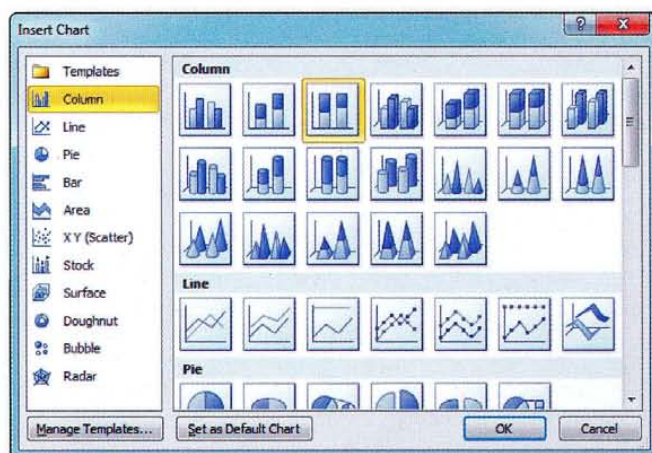 Insert Chart
Templates
Column
Line
Pie
Bar
Area
X Y (Scatter)
Stock
Surface
Doughnut
Bubble
Radar
Column
Line
Pie
Manage Templates...
Set as Default Chart
OK
Cancel